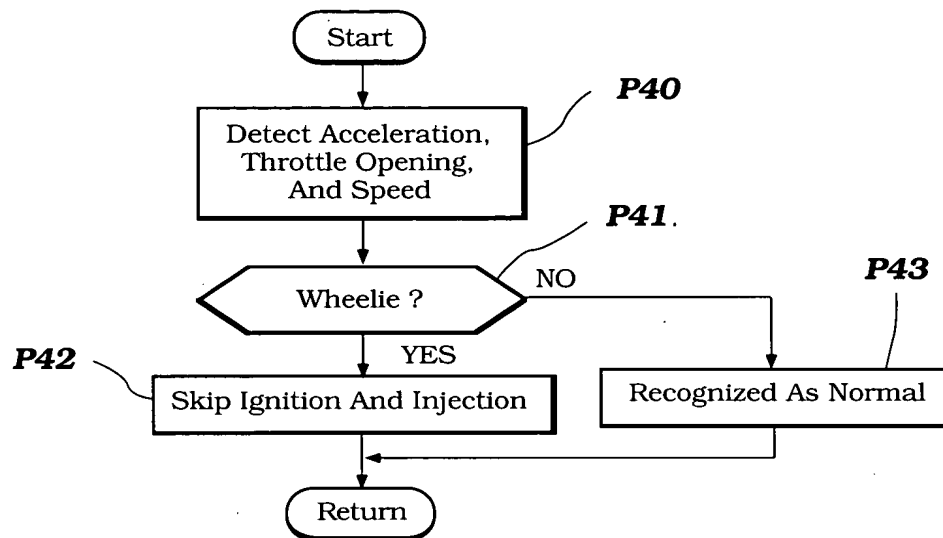 Start
P40
Detect Acceleration,
Throttle Opening,
And Speed
P41.
Wheelie ?
NO
P43
YES
P42
Skip Ignition And Injection
Recognized As Normal
Return